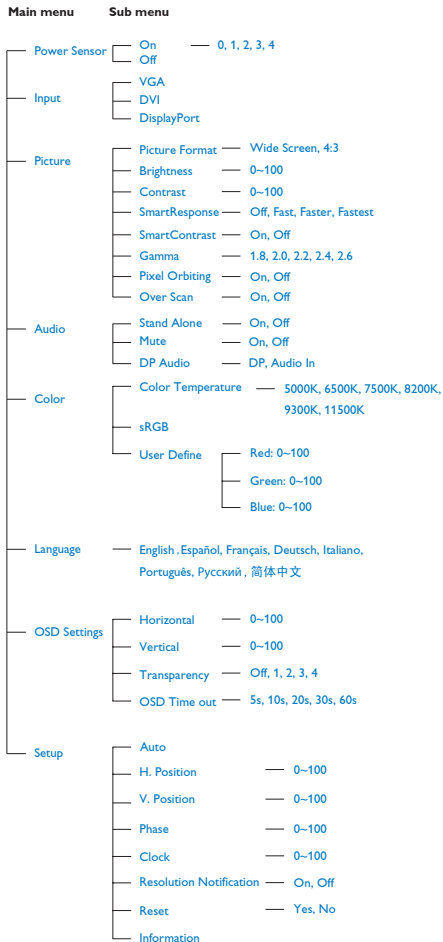 Main menu Sub menu
Power Sensor On 0, 1, 2, 3, 4
Off
Input VGA
DVI
DisplayPort
Picture Picture Format Wide Screen, 4:3
Brightness 0~100
Contrast 0~100
SmartResponse Off, Fast, Faster, Fastest
SmartContrast On, Off
Gamma 1.8, 2.0, 2.2, 2.4, 2.6
Pixel Orbiting On, Off
Over Scan On, Off
Audio Stand Alone On, Off
Mute On, Off
DP Audio DP, Audio In
Color Color Temperature 5000K, 6500K, 7500K, 8200K,
9300K, 11500K
sRGB
User Define Red: 0~100
Green: 0~100
Blue: 0~100
Language English, Español, Français, Deutsch, Italiano,
Português, Русский, 简体中文
OSD Settings Horizontal 0~100
Vertical 0~100
Transparency Off, 1, 2, 3, 4
OSD Time out 5s, 10s, 20s, 30s, 60s
Setup Auto
H. Position 0~100
V. Position 0~100
Phase 0~100
Clock 0~100
Resolution Notification On, Off
Reset Yes, No
Information